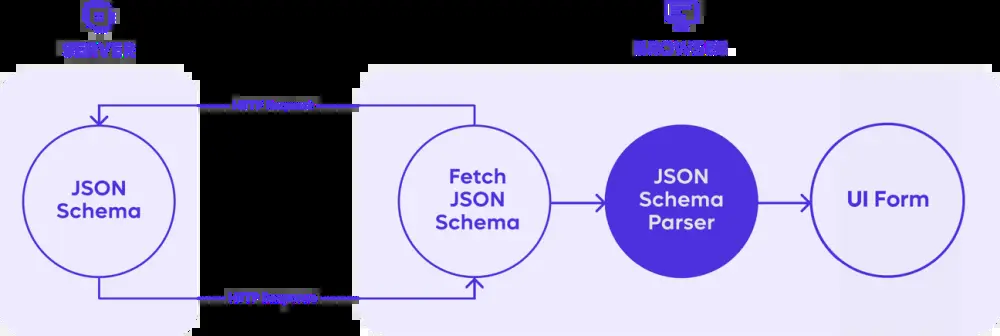 SERVER
BROWSER
HTTP Request
JSON
Schema
Fetch
JSON
Schema
JSON
Schema
Parser
UI Form
HTTP Response